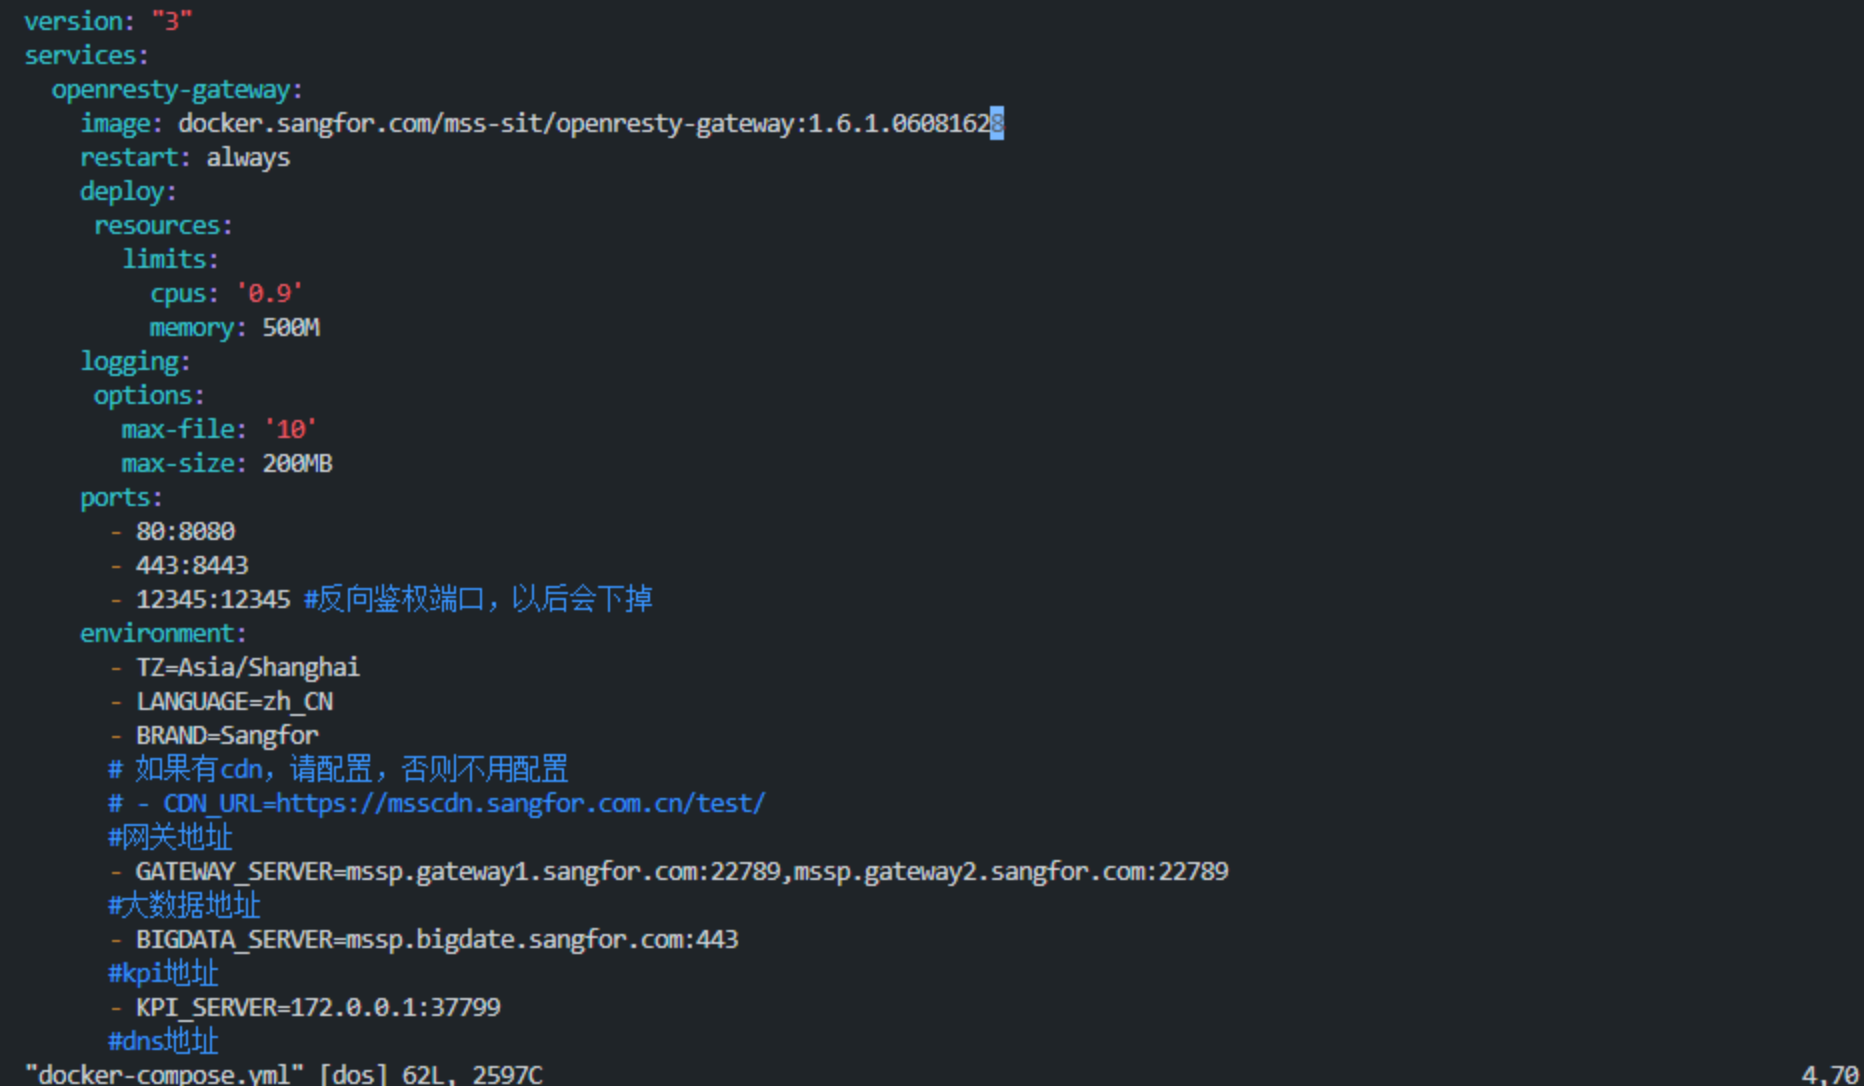 version: "3"
services:
  openresty-gateway:
    image: docker.sangfor.com/mss-sit/openresty-gateway:1.6.1.06081628
    restart: always
    deploy:
     resources:
       limits:
         cpus: '0.9'
         memory: 500M
    logging:
     options:
       max-file: '10'
       max-size: 200MB
    ports:
      - 80:8080
      - 443:8443
      - 12345:12345 #反向鉴权端口，以后会下掉
    environment:
      - TZ=Asia/Shanghai
      - LANGUAGE=zh_CN
      - BRAND=Sangfor
      # 如果有cdn，请配置，否则不用配置
      # - CDN_URL=https://msscdn.sangfor.com.cn/test/
      #网关地址
      - GATEWAY_SERVER=mssp.gateway1.sangfor.com:22789,mssp.gateway2.sangfor.com:22789
      #大数据地址
      - BIGDATA_SERVER=mssp.bigdate.sangfor.com:443
      #kpi地址
      - KPI_SERVER=172.0.0.1:37799
      #dns地址
"docker-compose.yml" [dos] 62L, 2597C 4,70